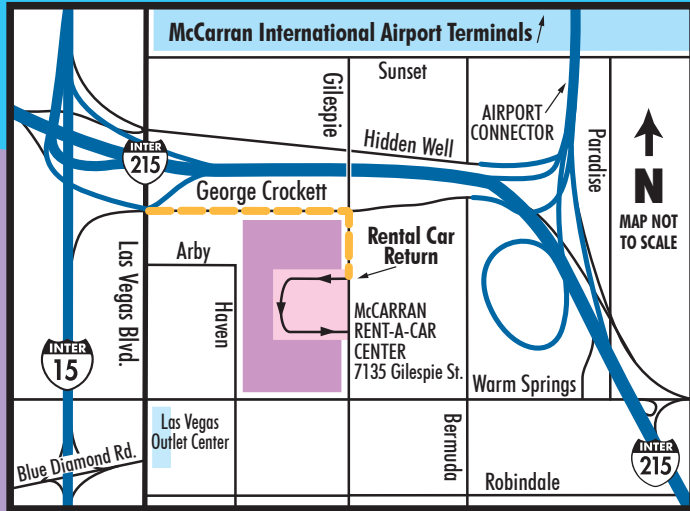 McCarran International Airport Terminals
Sunset
Gilespie
AIRPORT
CONNECTOR
Paradise
Hidden Well
INTER
215
N
MAP NOT
TO SCALE
George Crockett
Las Vegas Blvd.
Arby
Rental Car
Return
Haven
McCARRAN
RENT-A-CAR
CENTER
7135 Gilespie St.
INTER
15
Warm Springs
Las Vegas
Outlet Center
Bermuda
Blue Diamond Rd.
INTER
215
Robindale